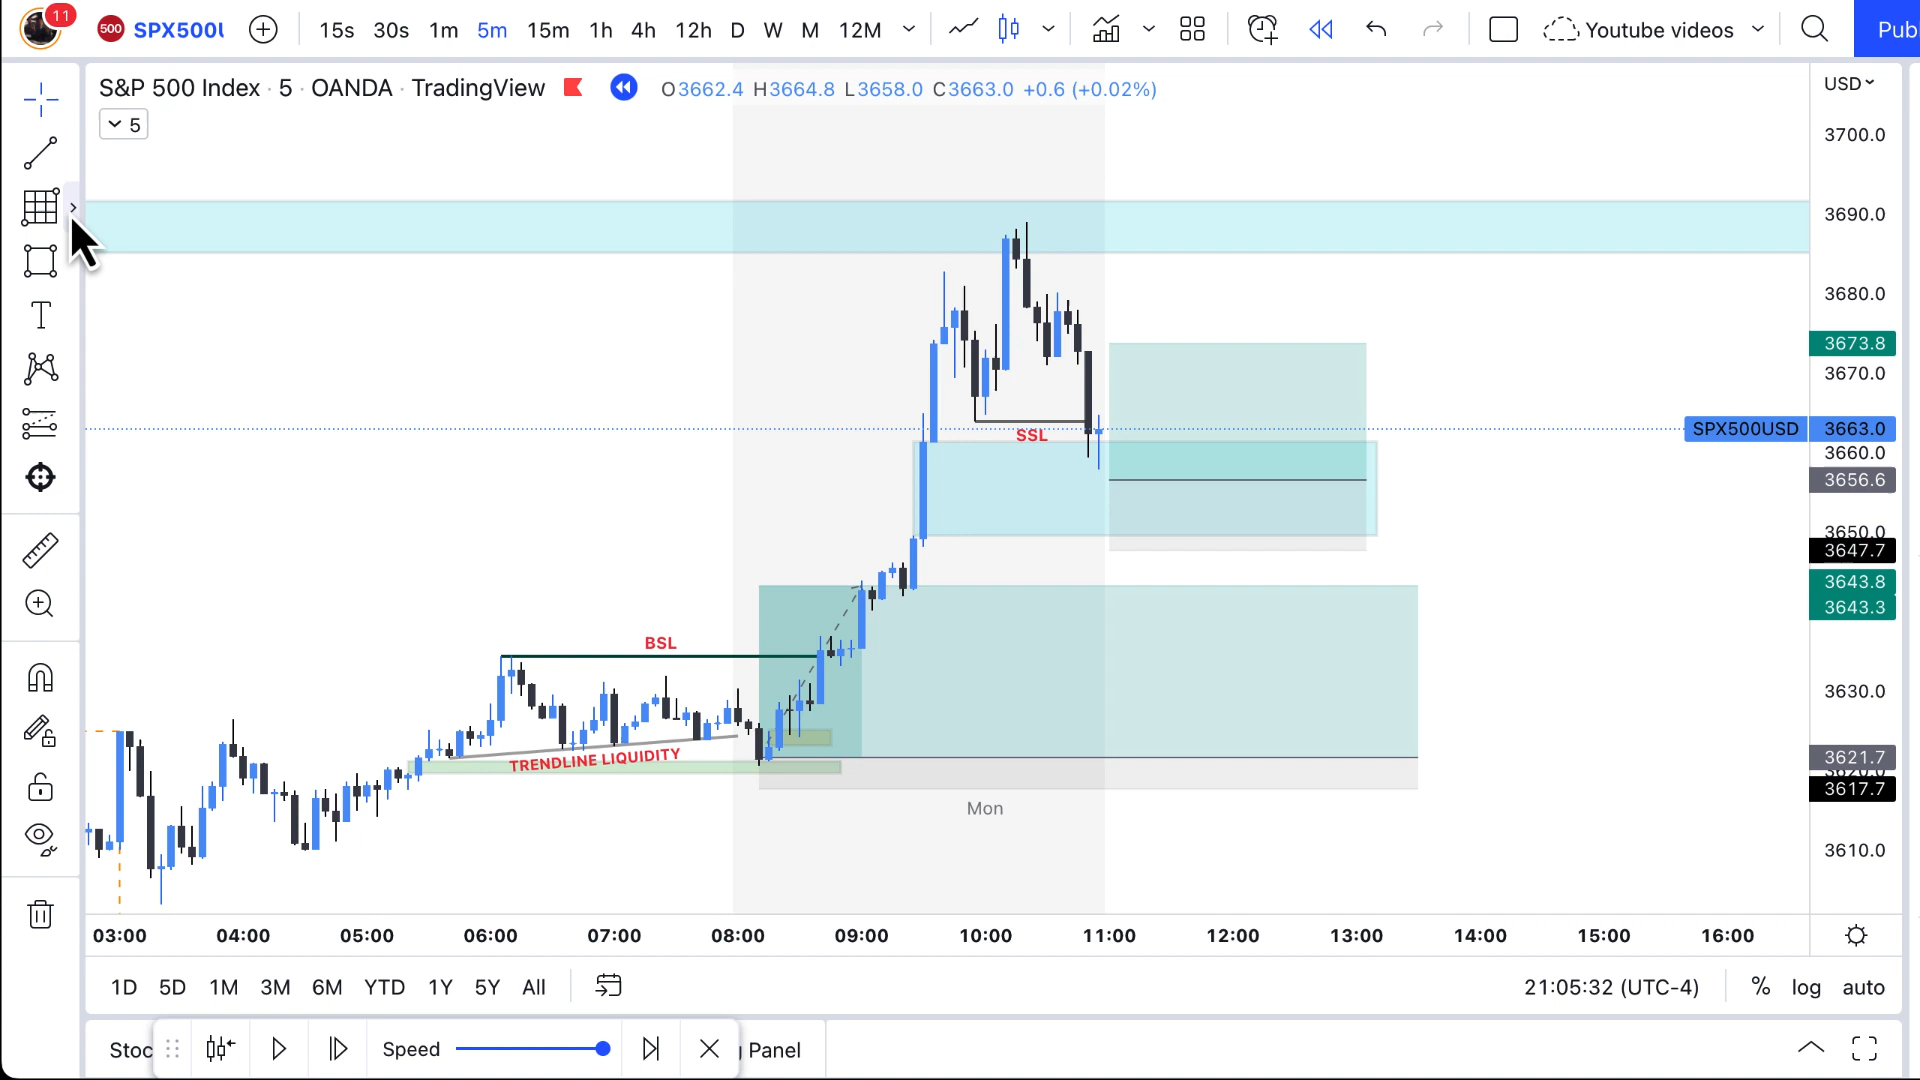 11
500 SPX500U 15s 30s 1m 5m 15m 1h 4h 12h D W M 12M Youtube videos Publ
S&P 500 Index · 5 · OANDA · TradingView O3662.4 H3664.8 L3658.0 C3663.0 +0.6 (+0.02%) USD
5
3700.0
3690.0
3680.0
3673.8
3670.0
SPX500USD 3663.0
SSL
3660.0
3656.6
3650.0
3647.7
3643.8
3643.3
BSL
3630.0
TRENDLINE LIQUIDITY
3621.7
3620.0
3617.7
Mon
3610.0
03:00 04:00 05:00 06:00 07:00 08:00 09:00 10:00 11:00 12:00 13:00 14:00 15:00 16:00
1D 5D 1M 3M 6M YTD 1Y 5Y All 21:05:32 (UTC-4) % log auto
Stoc Speed Panel